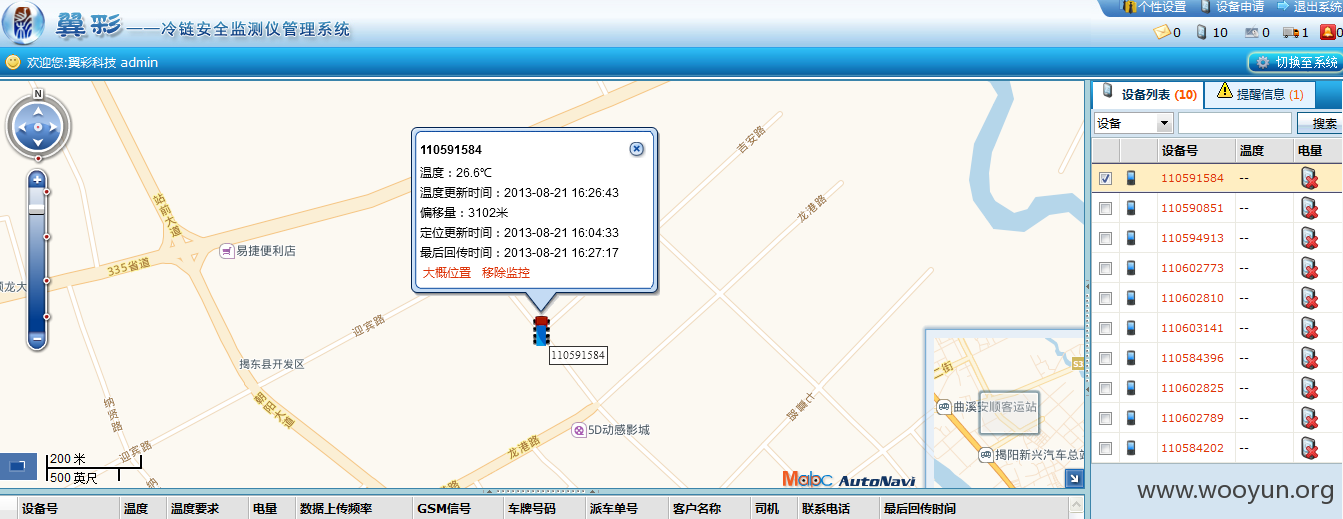 翼彩 ——冷链安全监测仪管理系统
个性设置 设备申请 退出系统
0 10 0 1 0
欢迎您:翼彩科技 admin
切换至系统
N
设备列表 (10) 提醒信息 (1)
设备 搜索
设备号 温度 电量
110591584 --
110590851 --
110594913 --
110602773 --
110602810 --
110603141 --
110584396 --
110602825 --
110602789 --
110584202 --
110591584
温度：26.6℃
温度更新时间：2013-08-21 16:26:43
偏移量：3102米
定位更新时间：2013-08-21 16:04:33
最后回传时间：2013-08-21 16:27:17
大概位置 移除监控
110591584
吉安路
龙港路
站前大道
易捷便利店
335省道
迎宾路
揭东县开发区
朝阳大道
纳贤路
迎宾路
龙港路
5D动感影城
七慧路
二街
曲溪安顺客运站
揭阳新兴汽车总站
200 米
500 英尺
Mabc AutoNavi
www.wooyun.org
设备号 温度 温度要求 电量 数据上传频率 GSM信号 车牌号码 派车单号 客户名称 司机 联系电话 最后回传时间